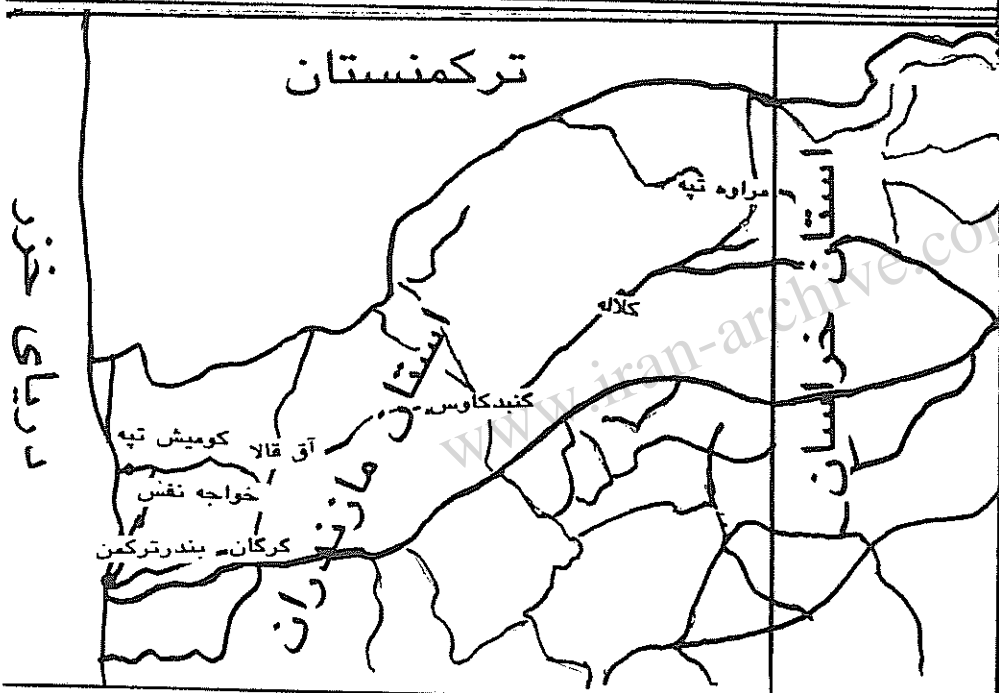 ترکمنستان
دریای خزر
استان خراسان
مراوه تپه
کلاله
استان مازندران
گنبدکاوس
کومیش تپه
آق قالا
خواجه نفس
گرگان
بندرترکمن
www.iran-archive.com